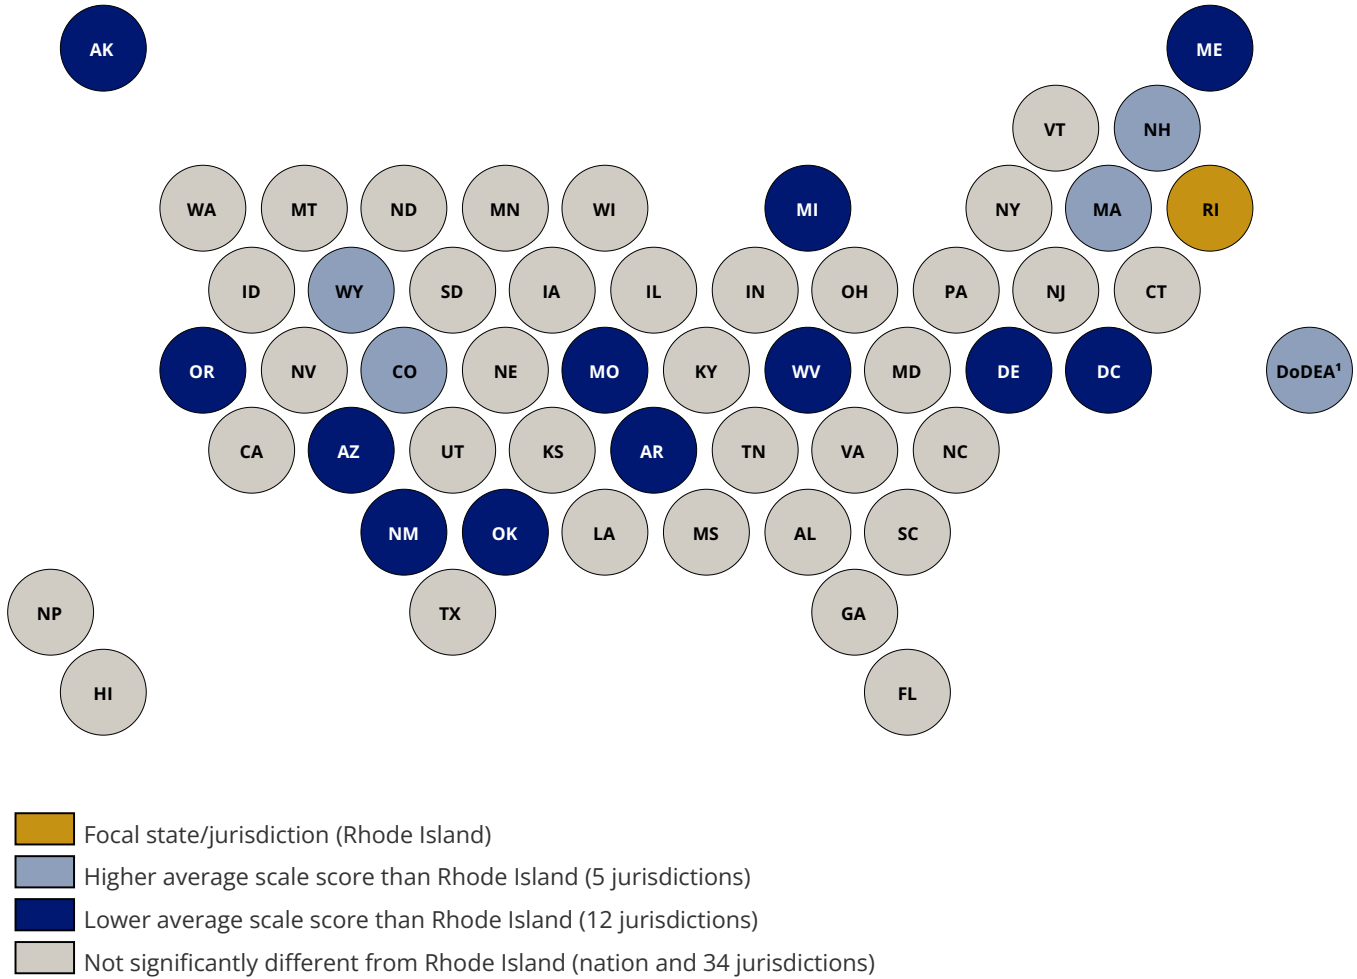 AK ME
VT NH
WA MT ND MN WI MI NY MA RI
ID WY SD IA IL IN OH PA NJ CT
OR NV CO NE MO KY WV MD DE DC DoDEA¹
CA AZ UT KS AR TN VA NC
NM OK LA MS AL SC
NP TX GA
HI FL
Focal state/jurisdiction (Rhode Island)
Higher average scale score than Rhode Island (5 jurisdictions)
Lower average scale score than Rhode Island (12 jurisdictions)
Not significantly different from Rhode Island (nation and 34 jurisdictions)